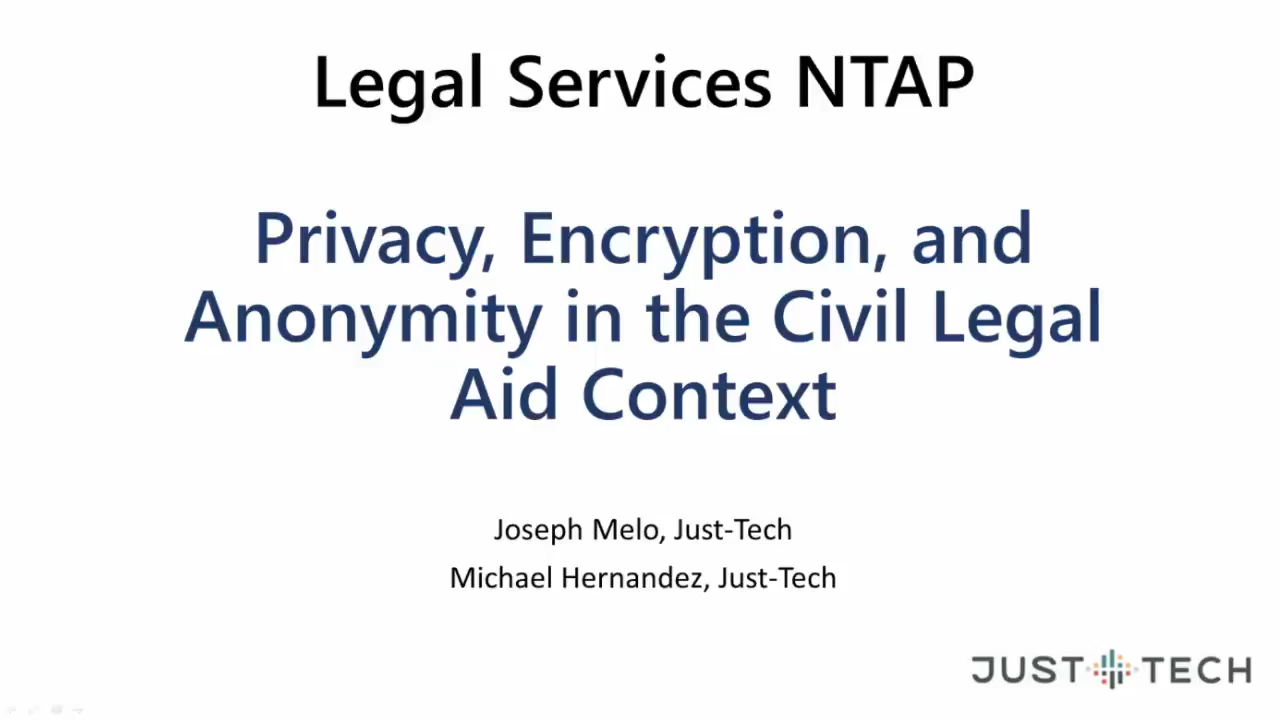 Legal Services NTAP
Privacy, Encryption, and
Anonymity in the Civil Legal
Aid Context
Joseph Melo, Just-Tech
Michael Hernandez, Just-Tech
JUST TECH